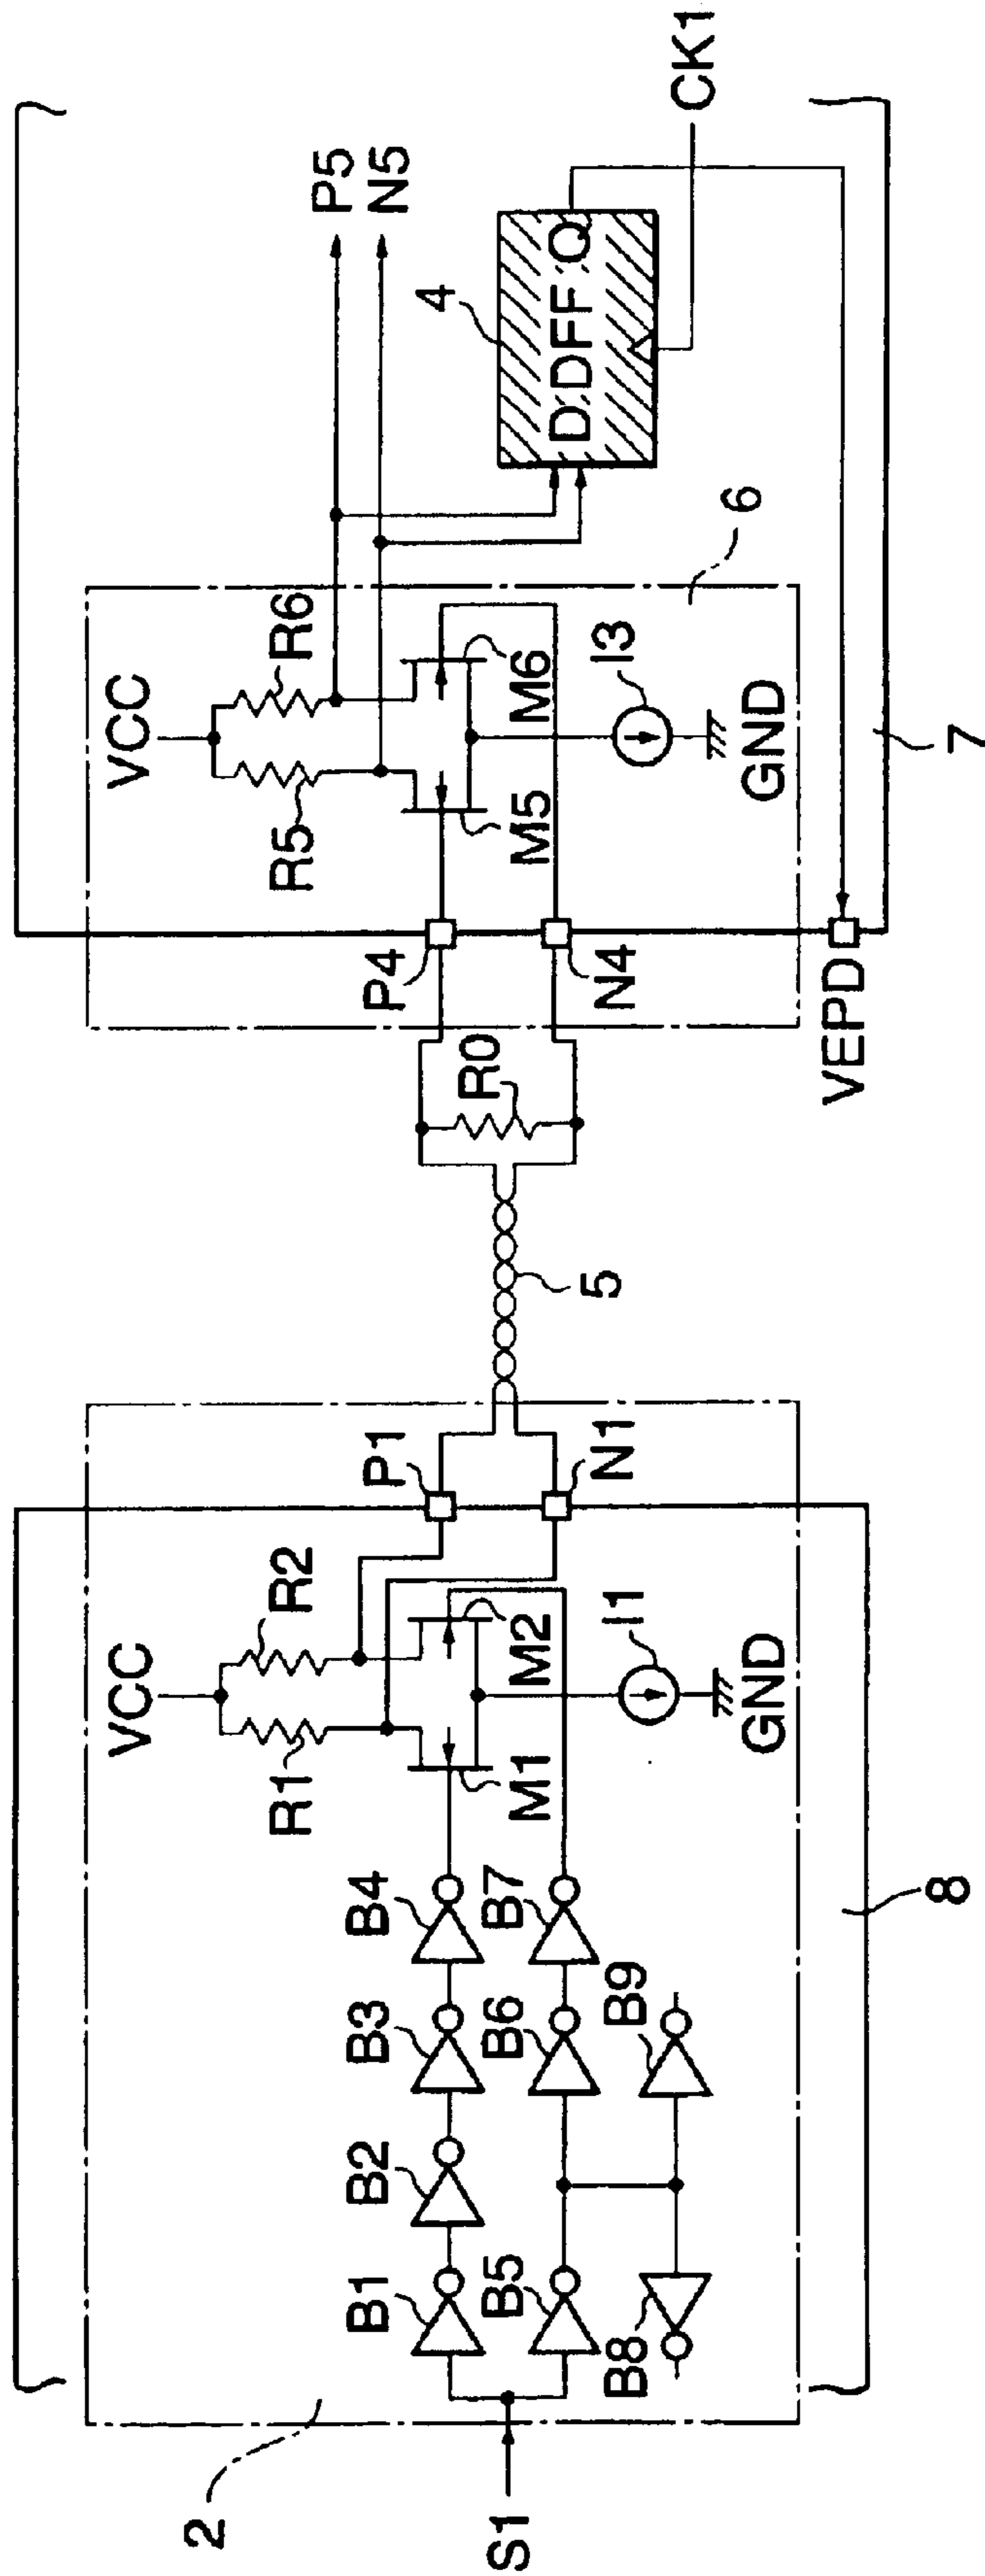 2
S1
B1
B2
B3
B4
B5
B6
B7
B8
B9
VCC
R1
R2
M1
M2
I1
GND
P1
N1
8
5
R0
P4
N4
VEPD
VCC
R5
R6
M5
M6
I3
GND
6
7
P5
N5
4
D DFF Q
CK1